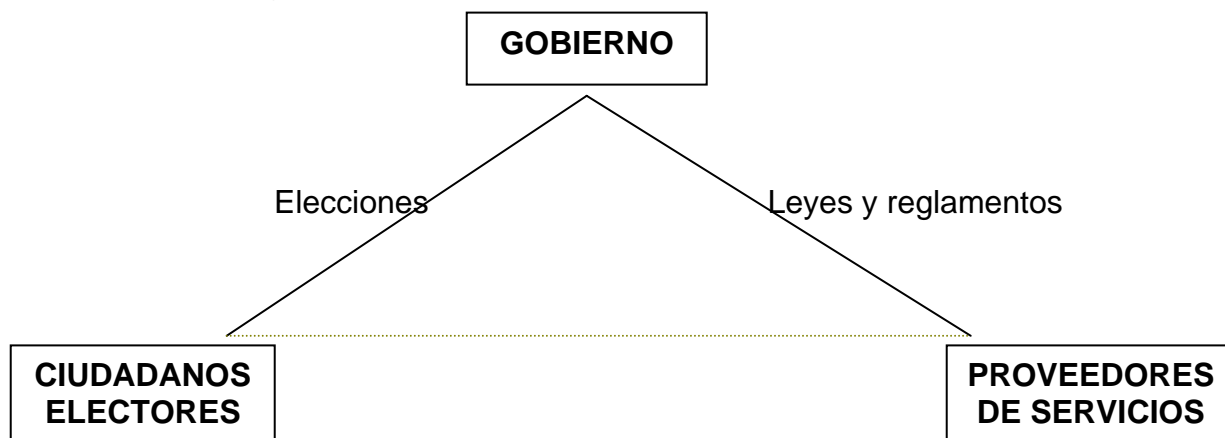 GOBIERNO
Elecciones
Leyes y reglamentos
CIUDADANOS
ELECTORES
PROVEEDORES
DE SERVICIOS